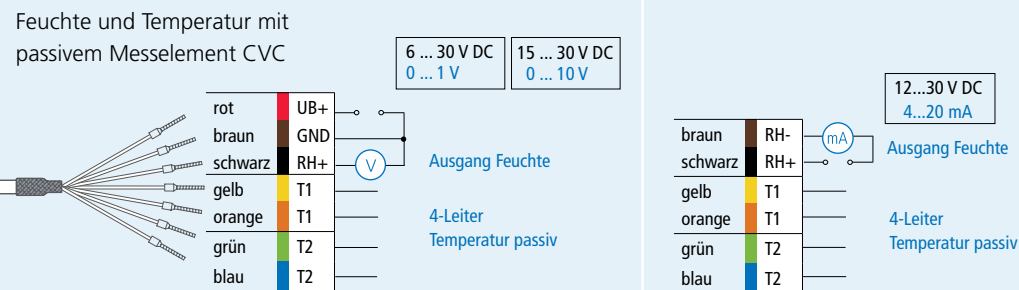 Feuchte und Temperatur mit
passivem Messelement CVC
6 ... 30 V DC
0 ... 1 V
15 ... 30 V DC
0 ... 10 V
rot UB+
braun GND
schwarz RH+ V Ausgang Feuchte
gelb T1
orange T1 4-Leiter
Temperatur passiv
grün T2
blau T2
12...30 V DC
4...20 mA
braun RH- mA Ausgang Feuchte
schwarz RH+
gelb T1
orange T1 4-Leiter
Temperatur passiv
grün T2
blau T2